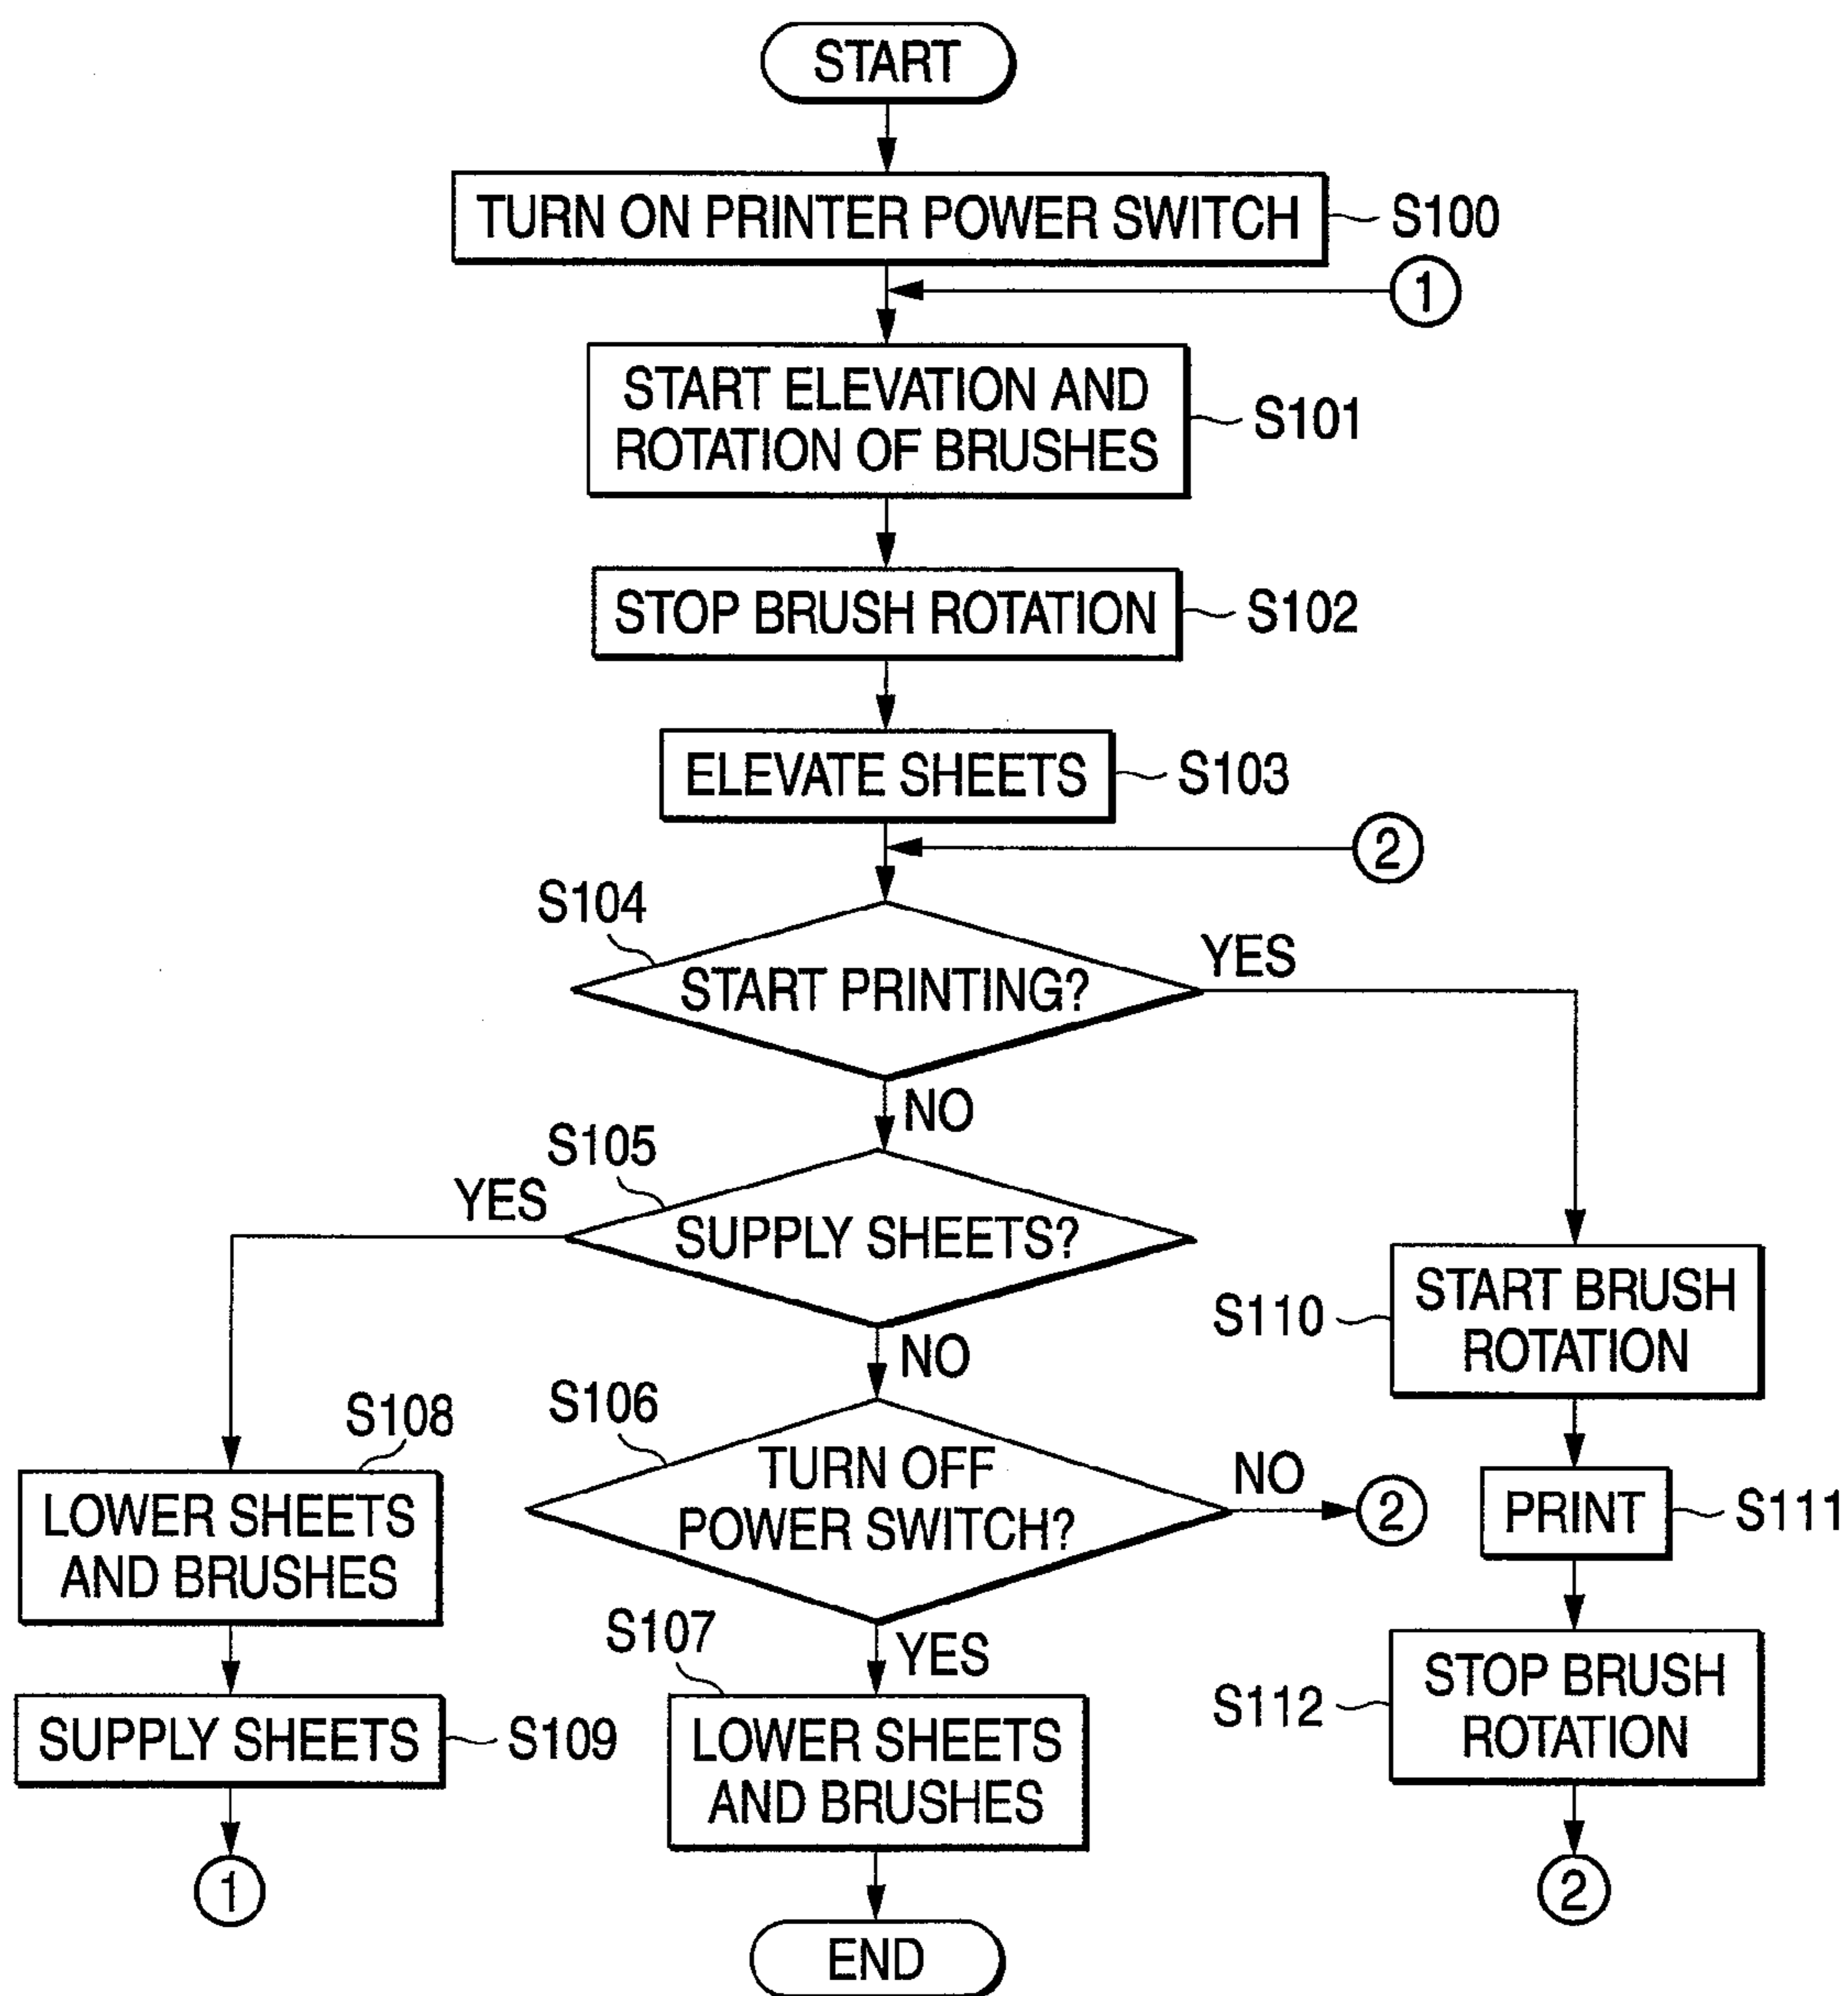 START
TURN ON PRINTER POWER SWITCH
S100
1
START ELEVATION AND
ROTATION OF BRUSHES
S101
STOP BRUSH ROTATION
S102
ELEVATE SHEETS
S103
2
S104
START PRINTING?
YES
NO
S105
YES
SUPPLY SHEETS?
NO
S110
START BRUSH
ROTATION
S106
TURN OFF
POWER SWITCH?
NO
2
S108
LOWER SHEETS
AND BRUSHES
PRINT
S111
S107
YES
SUPPLY SHEETS
S109
LOWER SHEETS
AND BRUSHES
S112
STOP BRUSH
ROTATION
1
2
END